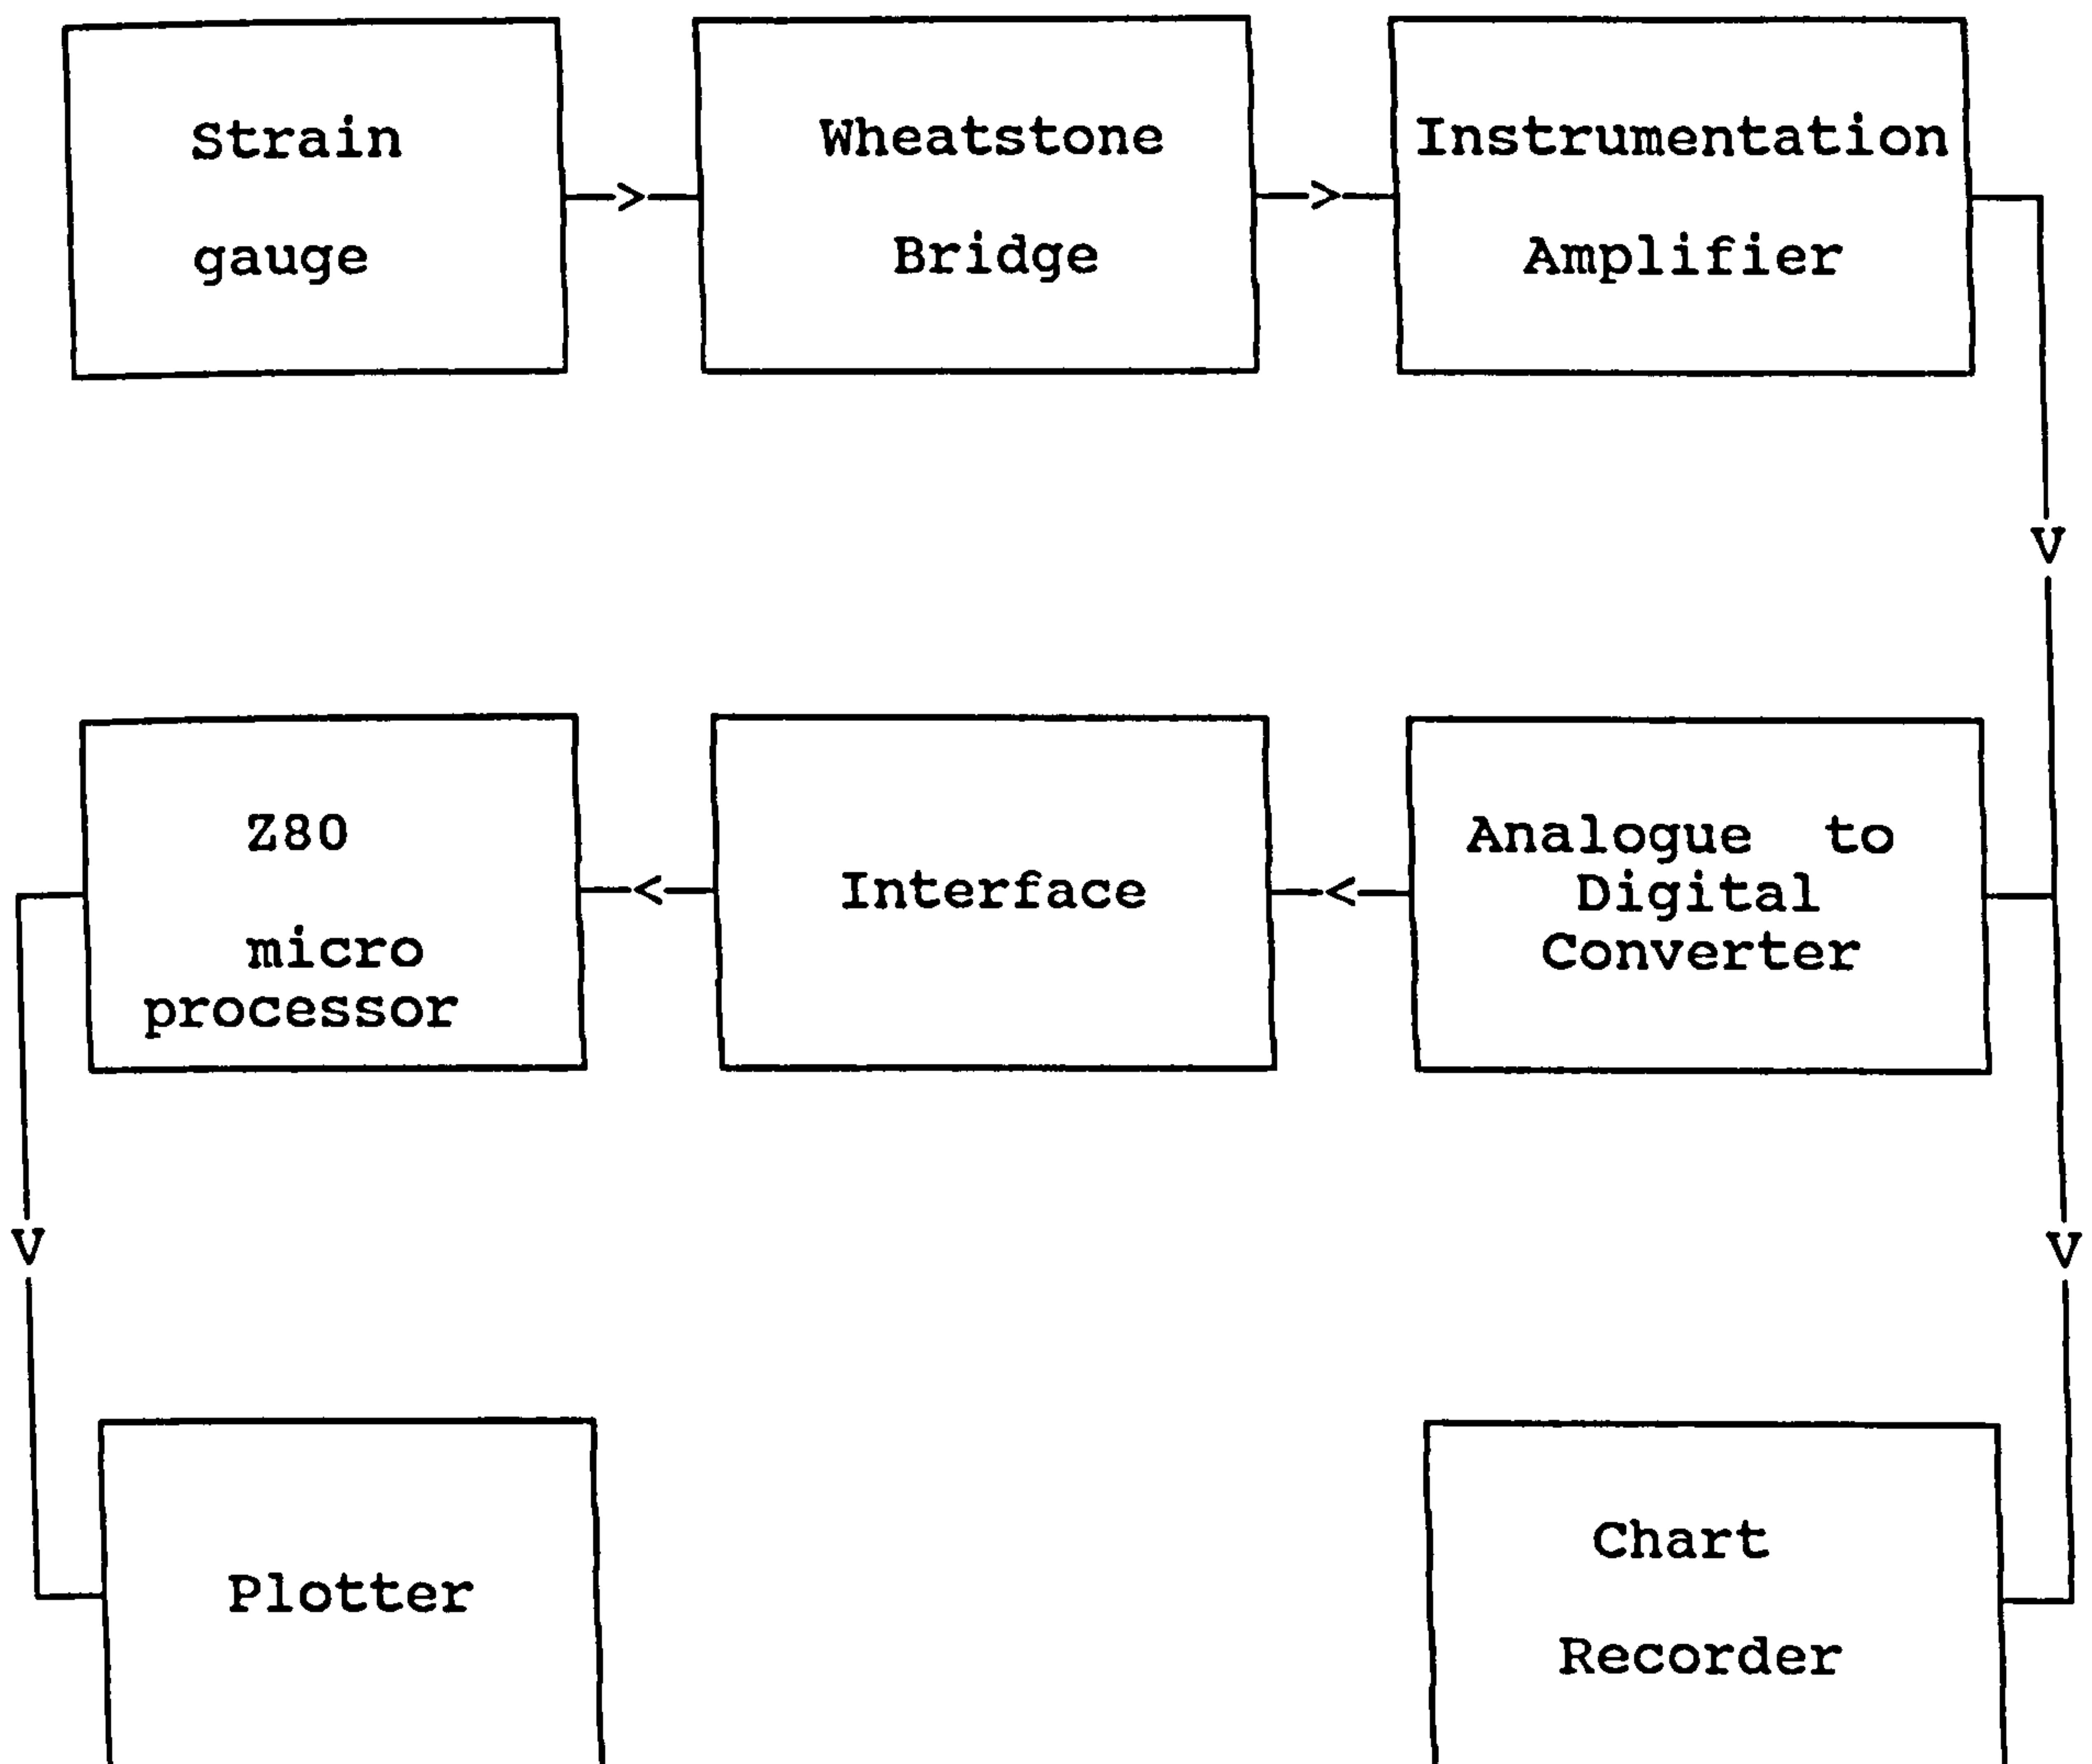 Strain
gauge
Wheatstone
Bridge
Instrumentation
Amplifier
Z80
micro
processor
Interface
Analogue to
Digital
Converter
Plotter
Chart
Recorder